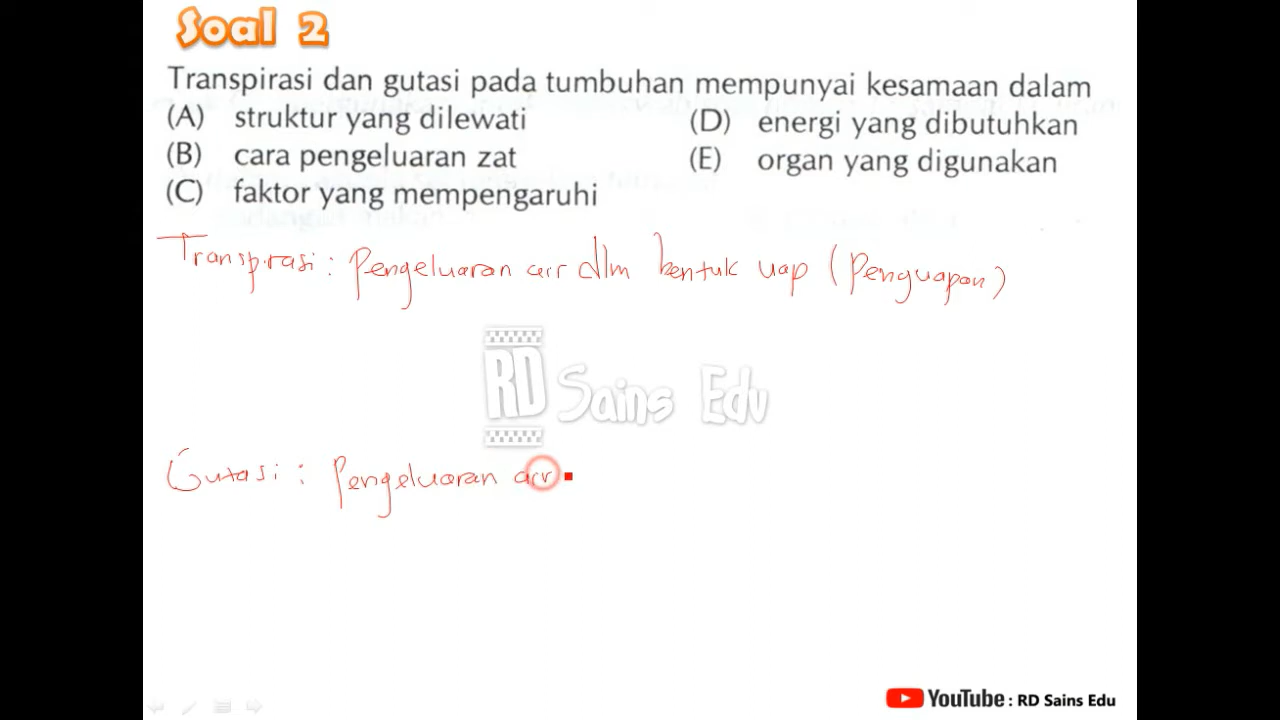 Soal 2
Transpirasi dan gutasi pada tumbuhan mempunyai kesamaan dalam
(A) struktur yang dilewati
(B) cara pengeluaran zat
(C) faktor yang mempengaruhi
(D) energi yang dibutuhkan
(E) organ yang digunakan
Transpirasi : Pengeluaran air dlm bentuk uap (Penguapan)
RD Sains Edu
Gutasi : Pengeluaran air
YouTube : RD Sains Edu